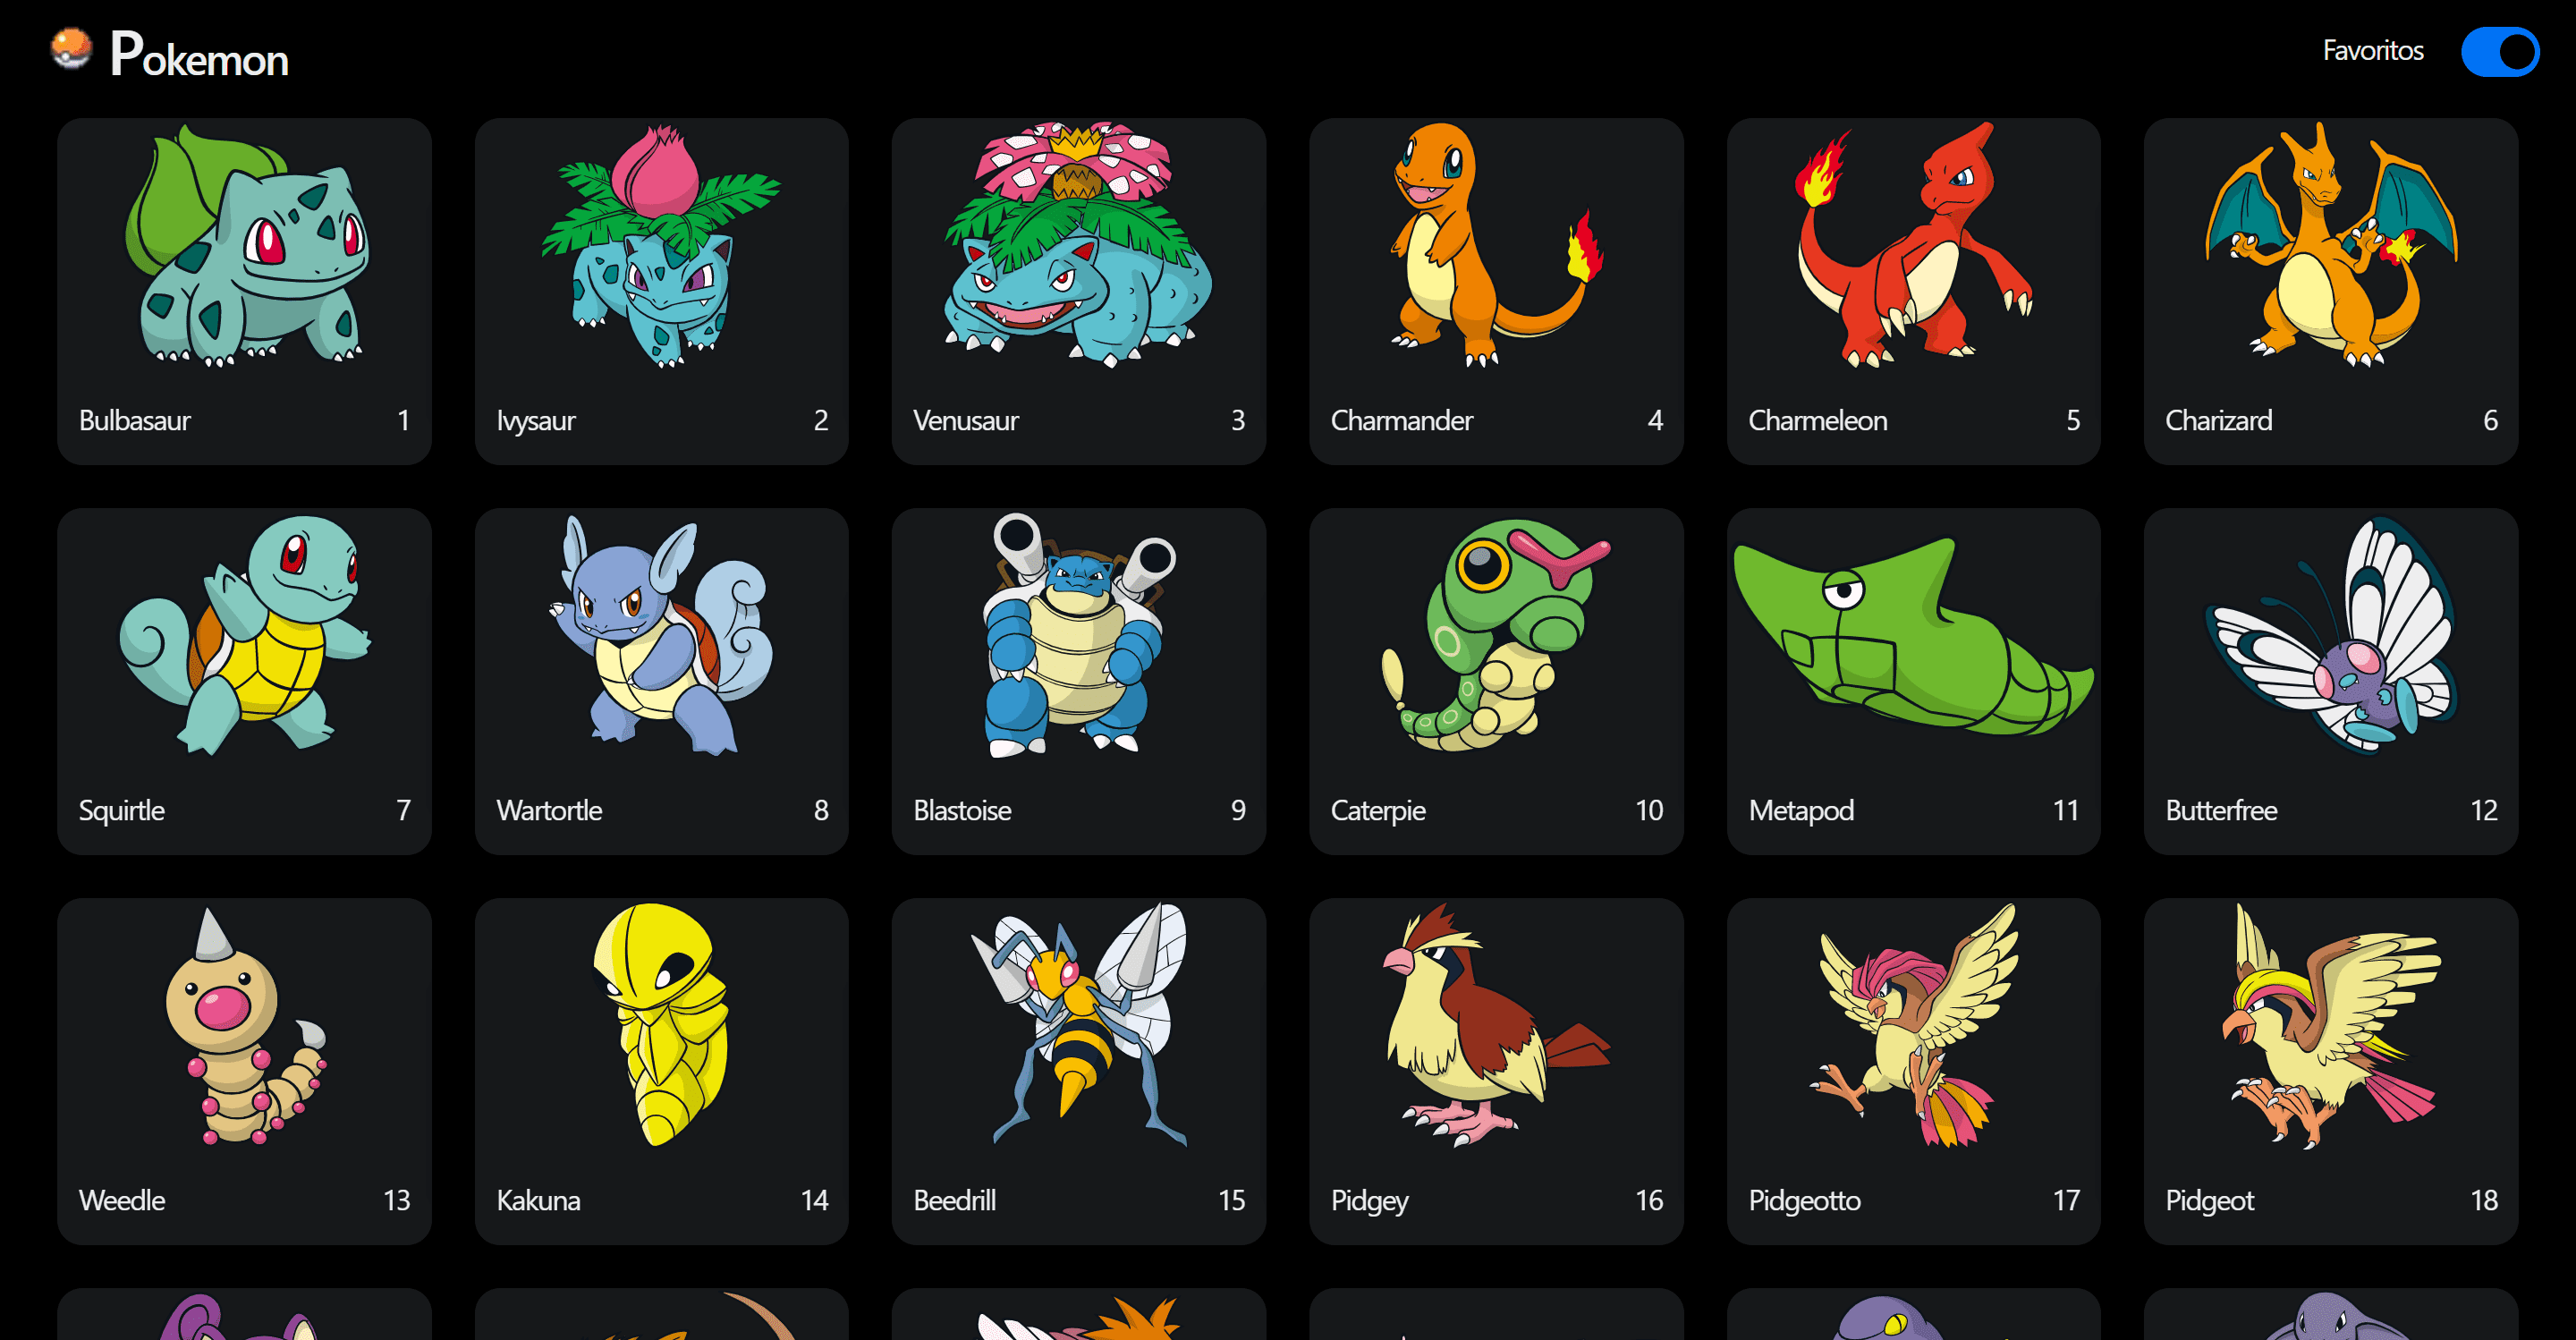 Pokemon
Favoritos
Bulbasaur 1
Ivysaur 2
Venusaur 3
Charmander 4
Charmeleon 5
Charizard 6
Squirtle 7
Wartortle 8
Blastoise 9
Caterpie 10
Metapod 11
Butterfree 12
Weedle 13
Kakuna 14
Beedrill 15
Pidgey 16
Pidgeotto 17
Pidgeot 18